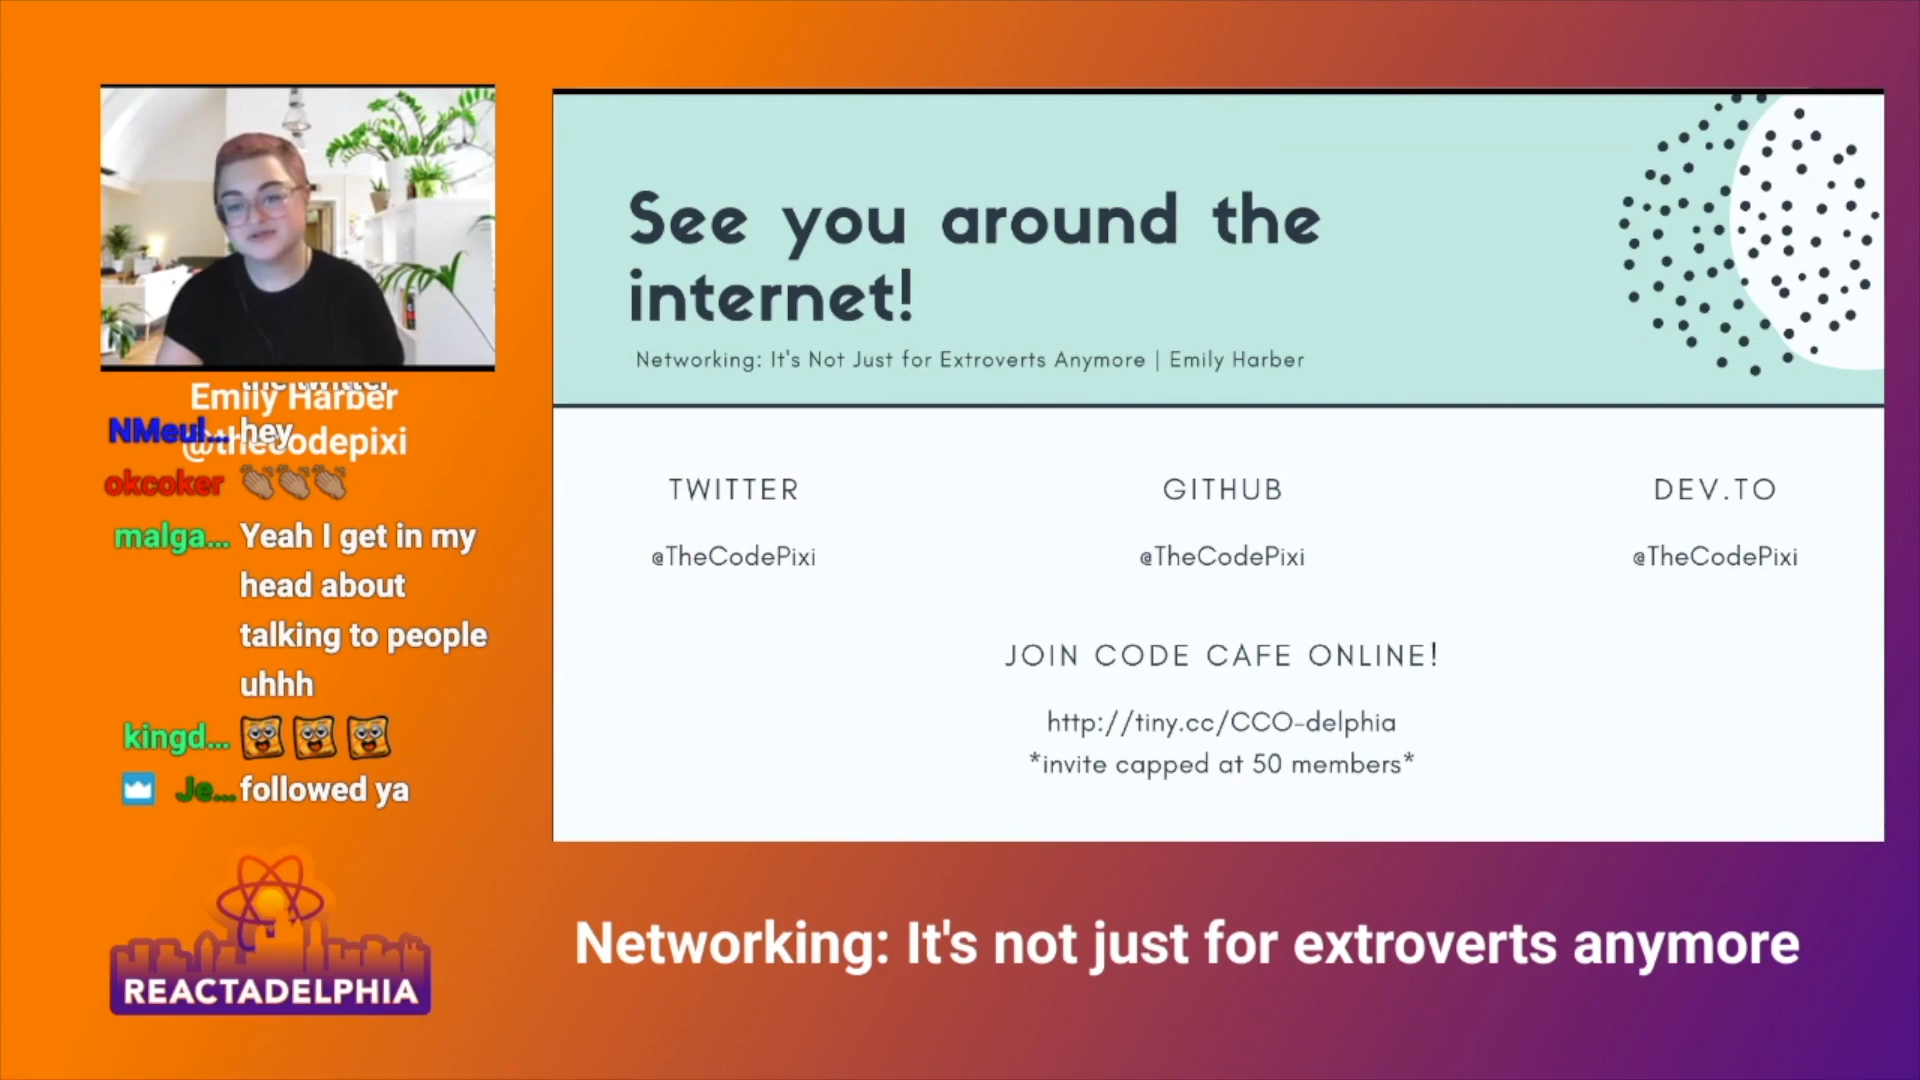 See you around the
internet!
Networking: It's Not Just for Extroverts Anymore | Emily Harber
TWITTER
@TheCodePixi
GITHUB
@TheCodePixi
DEV.TO
@TheCodePixi
JOIN CODE CAFE ONLINE!
http://tiny.cc/CCO-delphia
*invite capped at 50 members*
the twitter
Emily Harber
@thecodepixi
NMeul... hey
okcoker
malga... Yeah I get in my
head about
talking to people
uhhh
kingd...
Je... followed ya
REACTADELPHIA
Networking: It's not just for extroverts anymore